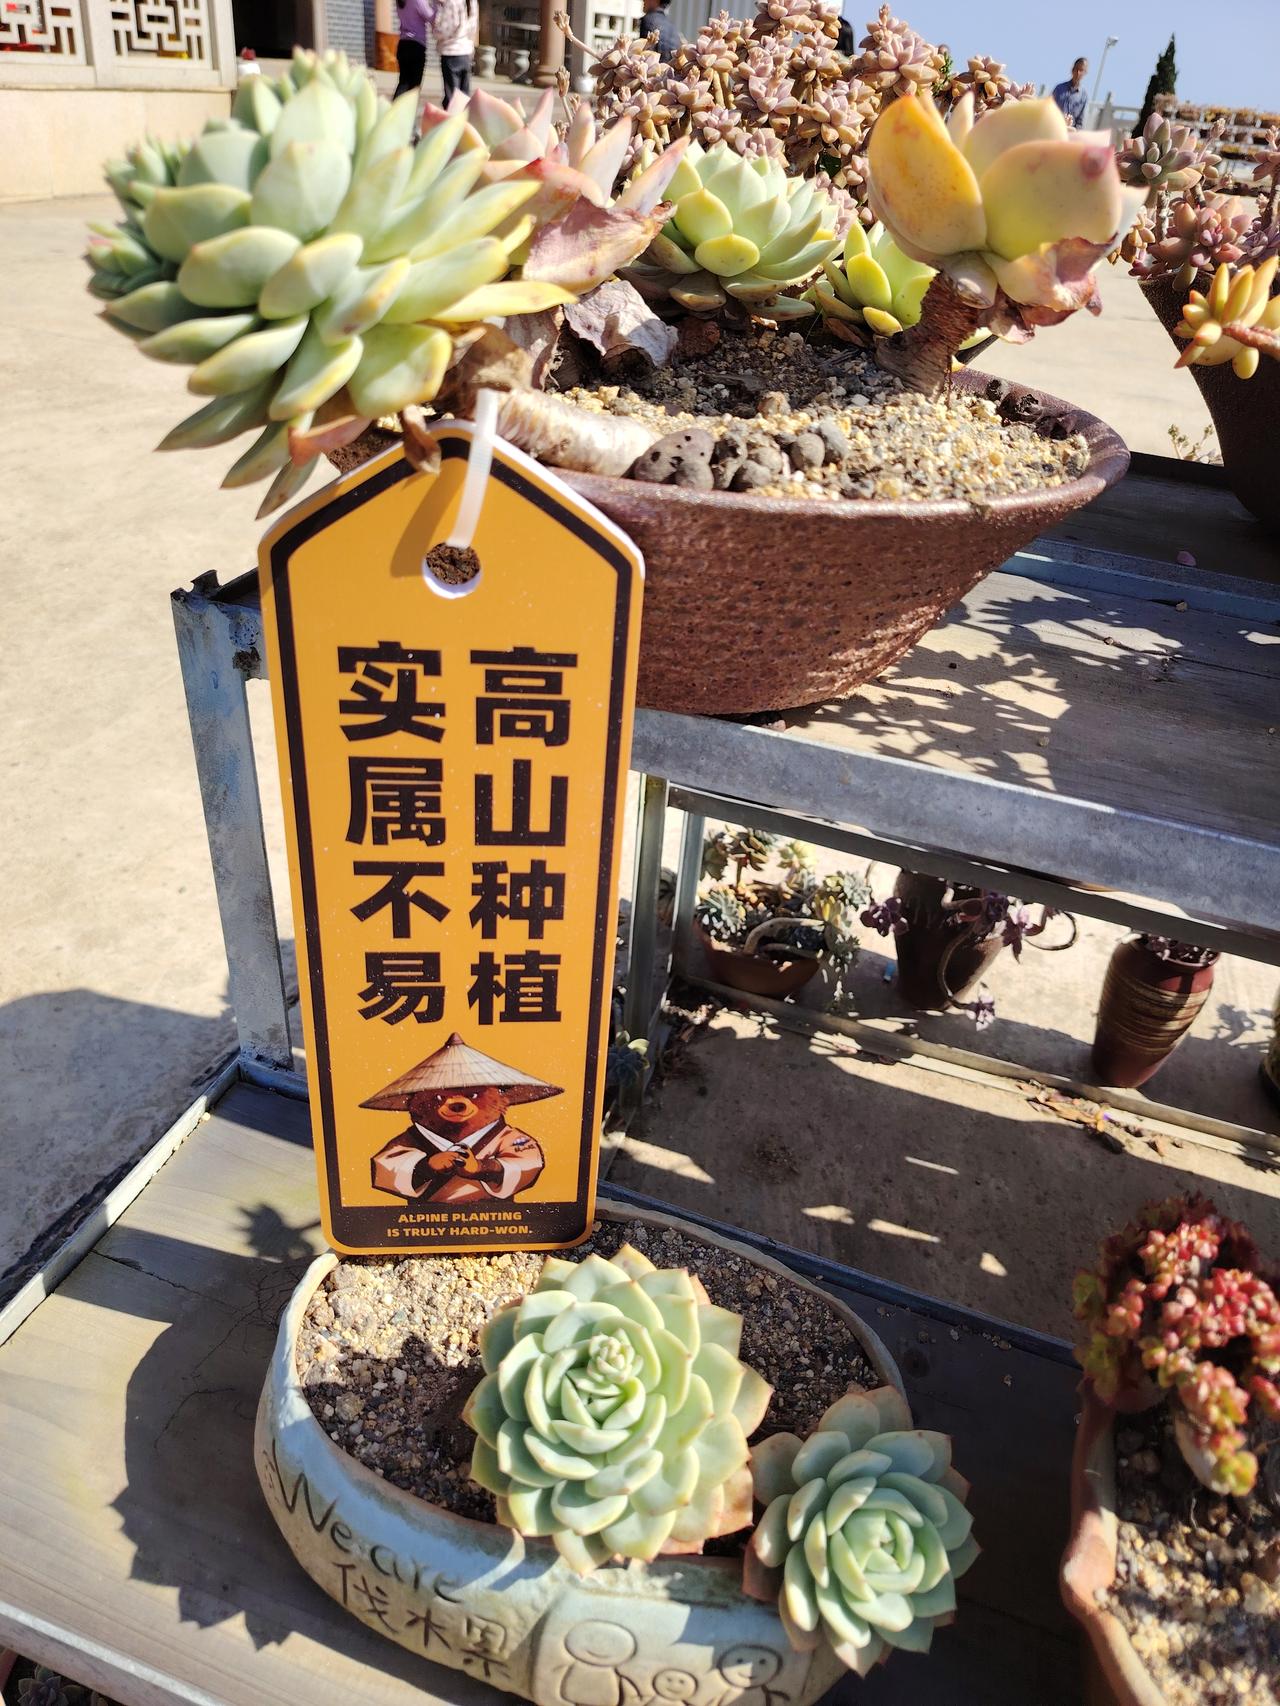 高山种植
实属不易
ALPINE PLANTING
IS TRULY HARD-WON.
We are
伐木累